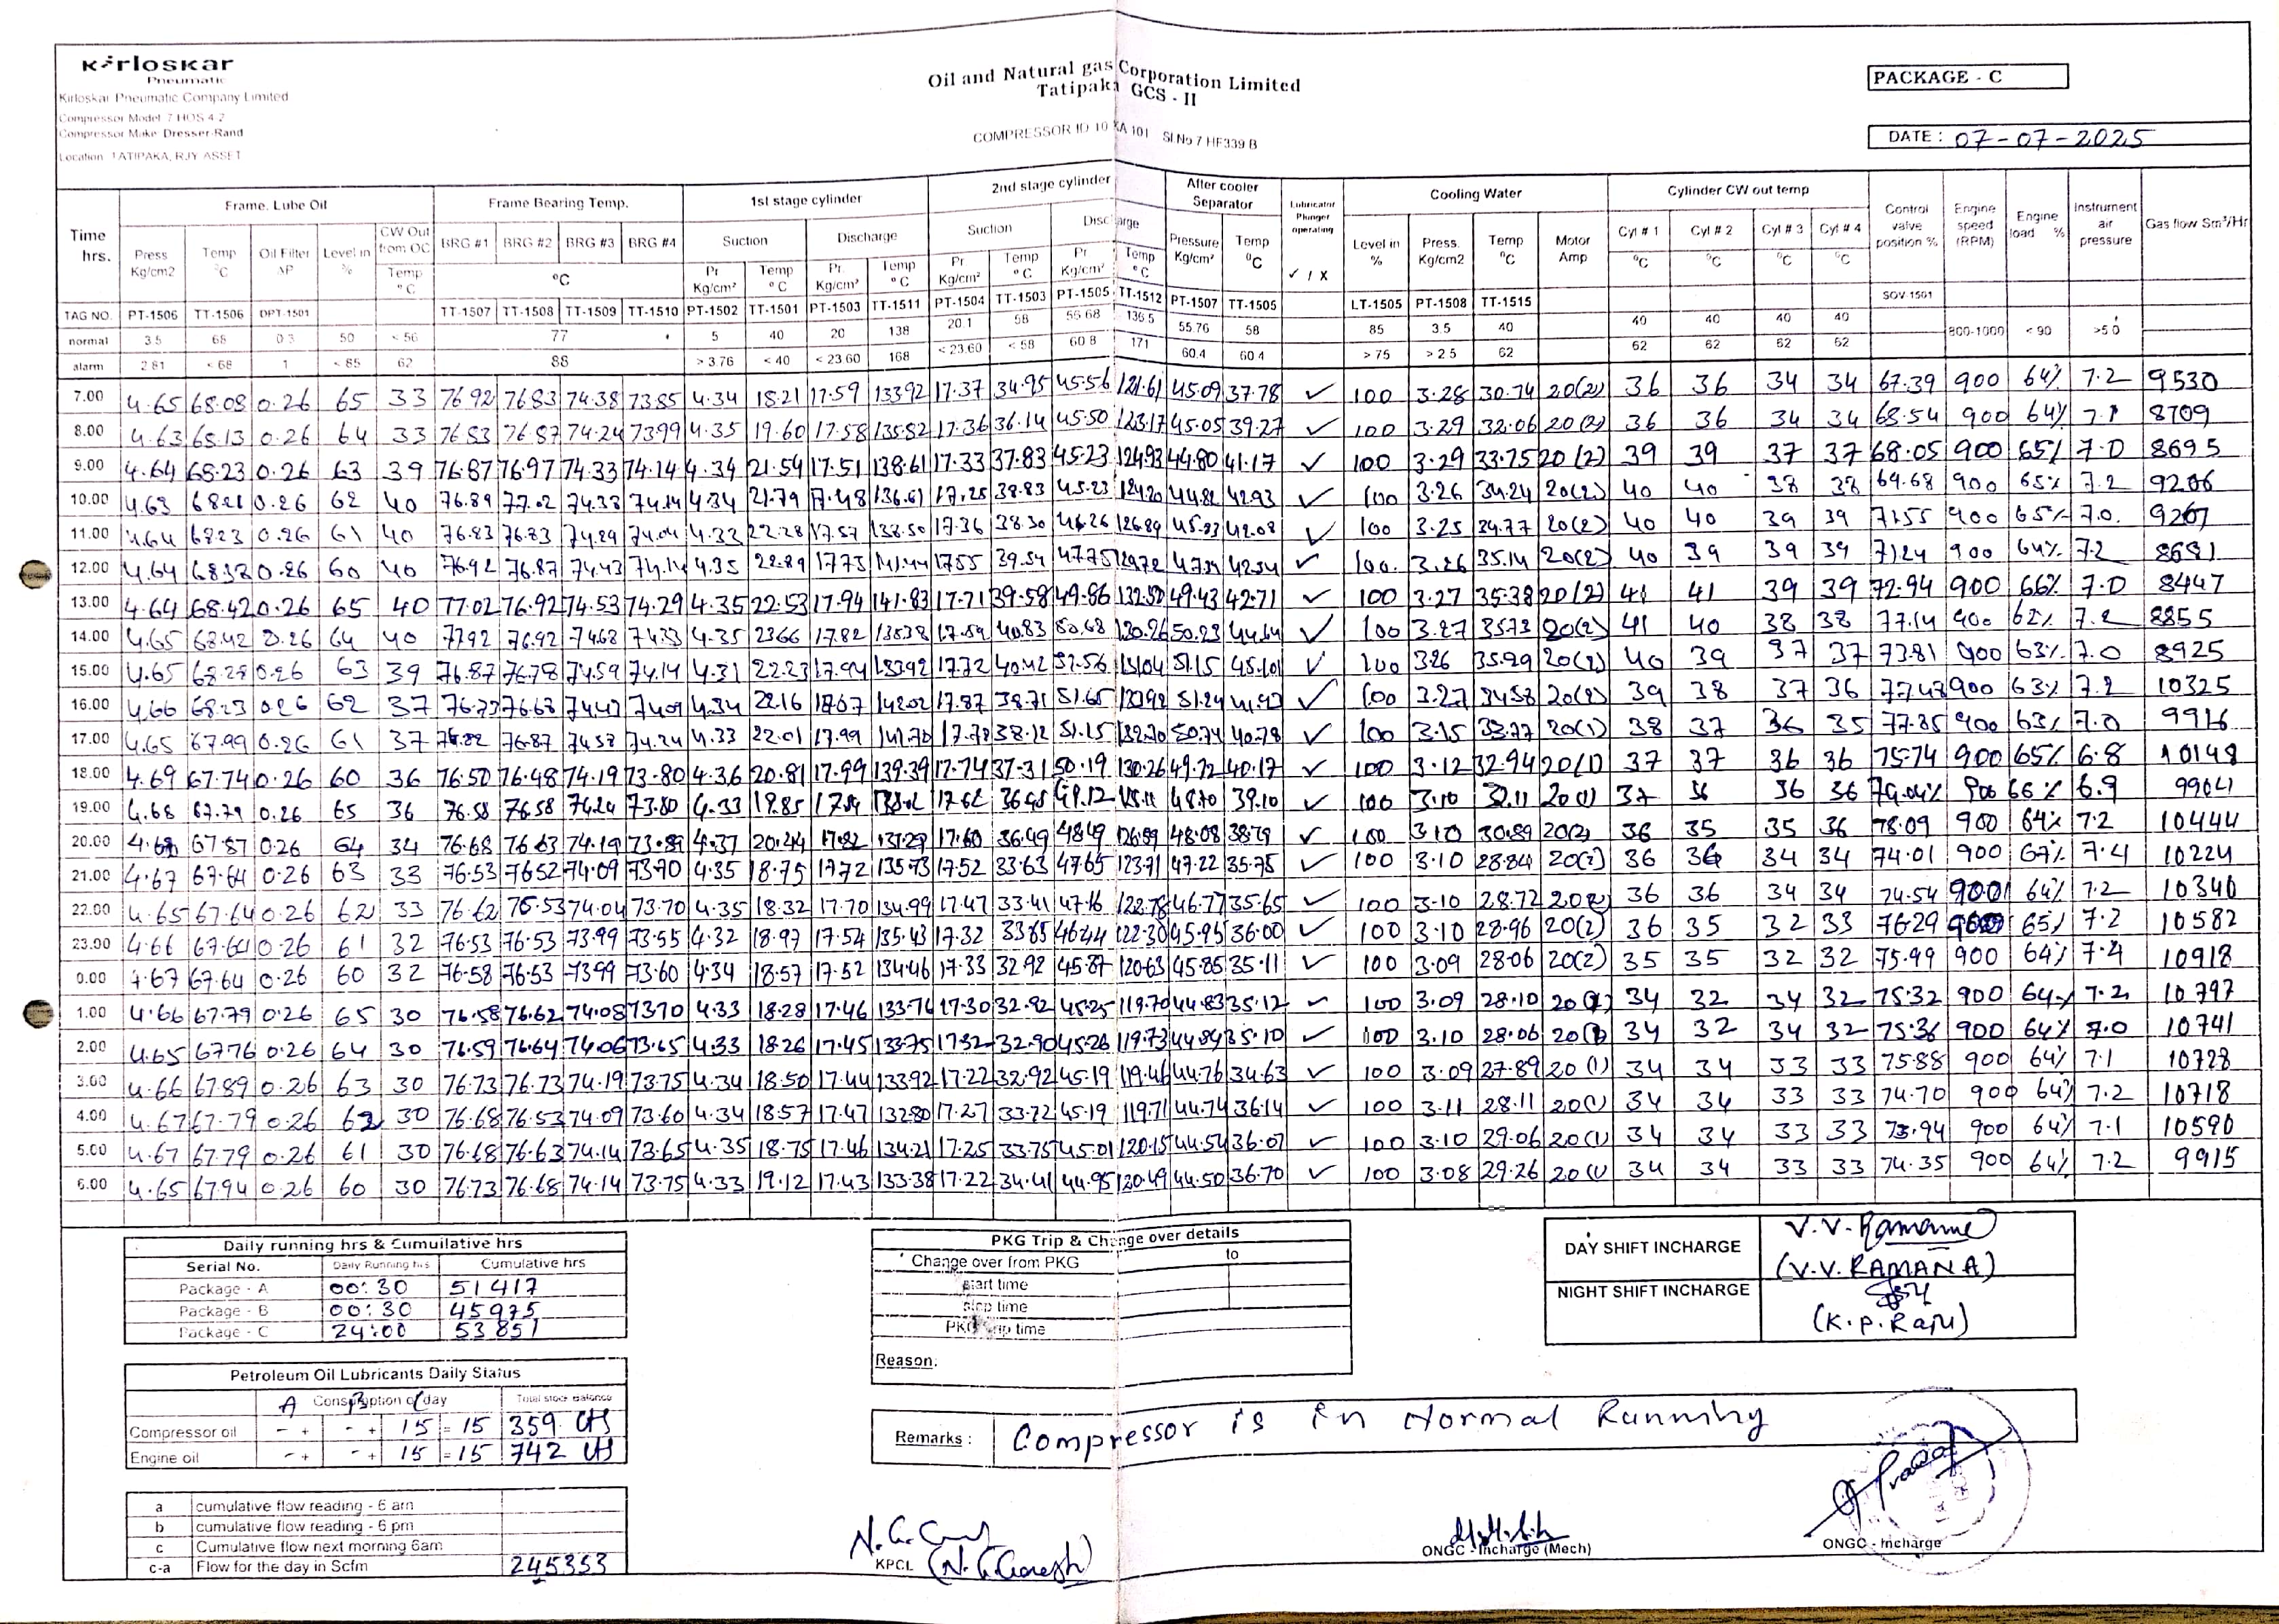 Kirloskar
Pneumatic
Kirloskar Pneumatic Company Limited
Compressor Model 7 HOS 4 2
Compressor Make Dresser-Rand
Location TATIPAKA, RJY ASSET
Oil and Natural gas Corporation Limited
Tatipaka GCS - II
COMPRESSOR ID 10 KA 101 Sl No 7 HF339 B
PACKAGE - C
DATE : 07-07-2025
Time hrs. Frame. Lube Oil Frame Bearing Temp. 1st stage cylinder 2nd stage cylinder After cooler Separator Lubricator Plunger operating Cooling Water Cylinder CW out temp Control valve position % Engine speed (RPM) Engine load % Instrument air pressure Gas flow Sm³/Hr
Press Kg/cm2 Temp °C Oil Filter ΔP Level in % CW Out from OC Temp °C BRG #1 BRG #2 BRG #3 BRG #4 °C Suction Discharge Suction Discharge Pressure Kg/cm² Temp °C ✓ / X Level in % Press. Kg/cm2 Temp °C Motor Amp Cyl # 1 Cyl # 2 Cyl # 3 Cyl # 4
Pr Kg/cm² Temp °C Pr. Kg/cm² Temp °C Pr Kg/cm² Temp °C Pr Kg/cm² Temp °C °C °C °C °C
TAG NO. PT-1506 TT-1506 DPT-1501 TT-1507 TT-1508 TT-1509 TT-1510 PT-1502 TT-1501 PT-1503 TT-1511 PT-1504 TT-1503 PT-1505 TT-1512 PT-1507 TT-1505 LT-1505 PT-1508 TT-1515 SOV-1501
normal 3.5 68 0.3 50 < 56 77 5 40 20 138 20.1 58 55 68 136.5 55.76 58 85 3.5 40 40 40 40 40 800-1000 < 90 >5.0
alarm 2 81 < 68 1 < 85 62 88 > 3.76 < 40 < 23.60 168 < 23.60 < 58 60 8 171 60.4 60 4 > 75 > 2 5 62 62 62 62 62
7.00 4.65 68.08 0.26 65 33 76.92 76.83 74.38 73.85 4.34 18.21 17.59 133.92 17.37 34.95 45.56 121.61 45.09 37.78 ✓ 100 3.28 30.74 20(2) 36 36 34 34 67.39 900 64% 7.2 9530
8.00 4.63 68.13 0.26 64 33 76.83 76.87 74.24 73.99 4.35 19.60 17.58 135.82 17.36 36.14 45.50 123.17 45.05 39.27 ✓ 100 3.29 32.06 20(2) 36 36 34 34 68.54 900 64% 7.1 8709
9.00 4.64 68.23 0.26 63 39 76.87 76.97 74.33 74.14 4.34 21.54 17.51 138.61 17.33 37.83 45.23 124.93 44.80 41.17 ✓ 100 3.29 33.75 20 (2) 39 39 37 37 68.05 900 65% 7.0 8695
10.00 4.63 68.21 0.26 62 40 76.89 77.02 74.38 74.14 4.34 21.79 17.48 136.61 17.25 38.83 45.23 124.20 44.82 42.93 ✓ 100 3.26 34.24 20(2) 40 40 38 38 69.68 900 65% 7.2 9206
11.00 4.64 68.23 0.26 61 40 76.83 76.83 74.29 74.04 4.33 22.28 17.57 138.50 17.36 38.30 46.26 126.89 45.83 42.08 ✓ 100 3.25 34.77 20(2) 40 40 39 39 71.55 900 65% 7.0. 9267
12.00 4.64 68.32 0.26 60 40 76.92 76.87 74.43 74.14 4.35 22.89 17.75 141.44 17.55 39.54 47.75 129.72 47.39 42.54 ✓ 100. 3.26 35.14 20(2) 40 39 39 39 71.24 900 64% 7.2 8681
13.00 4.64 68.42 0.26 65 40 77.02 76.92 74.53 74.29 4.35 22.53 17.94 141.83 17.71 39.58 49.86 132.50 49.43 42.71 ✓ 100 3.27 35.38 20(2) 41 41 39 39 72.94 900 66% 7.0 8447
14.00 4.65 68.42 0.26 64 40 77.92 76.92 74.68 74.33 4.35 23.66 17.82 17.59 40.83 50.68 130.26 50.23 44.64 ✓ 100 3.27 35.73 20(2) 41 40 38 38 77.14 900 62% 7.2 8855
15.00 4.65 68.28 0.26 63 39 76.87 76.78 74.59 74.14 4.31 22.23 17.94 17.72 40.42 51.56 131.04 51.15 45.10 ✓ 100 3.26 35.29 20(2) 40 39 37 37 73.81 900 63% 7.0 8925
16.00 4.66 68.23 0.26 62 37 76.73 76.63 74.43 74.09 4.34 22.16 17.67 142.02 17.87 38.71 51.65 51.24 41.93 ✓ 100 3.27 34.58 20(2) 39 38 37 36 77.43 900 63% 7.2 10325
17.00 4.65 67.99 0.26 61 37 76.82 76.87 74.58 74.24 4.33 22.01 17.99 141.70 17.78 38.12 51.15 132.70 50.74 40.78 ✓ 100 3.15 33.77 20(1) 38 37 36 35 77.85 900 63% 7.0 9916
18.00 4.69 67.74 0.26 60 36 76.50 76.48 74.19 73.80 4.36 20.81 17.99 139.39 17.74 37.31 50.19 130.26 49.72 40.17 ✓ 100 3.12 32.94 20(1) 37 37 36 36 75.74 900 65% 6.8 10148
19.00 4.68 67.79 0.26 65 36 76.58 76.58 74.24 73.80 4.33 19.85 17.84 17.62 36.45 49.12 48.70 39.10 ✓ 100 3.10 32.11 20(1) 37 36 36 36 79.04% 900 66% 6.9 9904
20.00 4.68 67.87 0.26 64 34 76.68 76.63 74.19 73.89 4.37 20.24 17.82 137.29 17.60 36.49 48.49 126.89 48.08 38.79 ✓ 100 3.10 30.89 20(2) 36 35 35 36 78.09 900 64% 7.2 10444
21.00 4.67 67.64 0.26 63 33 76.53 76.52 74.09 73.70 4.35 18.75 17.72 135.73 17.52 33.63 47.65 123.71 47.22 35.75 ✓ 100 3.10 28.84 20(2) 36 36 34 34 74.01 900 67% 7.4 10224
22.00 4.65 67.64 0.26 62 33 76.62 76.53 74.04 73.70 4.35 18.32 17.70 134.99 17.47 33.41 47.16 122.78 46.77 35.65 ✓ 100 3.10 28.72 20(2) 36 36 34 34 74.54 900 64% 7.2 10340
23.00 4.66 67.64 0.26 61 32 76.53 76.53 73.99 73.55 4.32 18.97 17.54 135.43 17.32 33.65 46.44 122.30 45.95 36.00 ✓ 100 3.10 28.96 20(2) 36 35 32 33 76.29 900 65% 7.2 10582
0.00 4.67 67.64 0.26 60 32 76.58 76.53 73.99 73.60 4.34 18.57 17.52 134.46 17.33 32.92 45.87 120.63 45.85 35.11 ✓ 100 3.09 28.06 20(2) 35 35 32 32 75.99 900 64% 7.4 10918
1.00 4.66 67.79 0.26 65 30 76.58 76.62 74.08 73.70 4.33 18.28 17.46 133.76 17.30 32.92 45.25 119.70 44.83 35.12 ✓ 100 3.09 28.10 20(1) 34 32 34 32 75.32 900 64% 7.2 10797
2.00 4.65 67.76 0.26 64 30 76.59 76.64 74.06 73.65 4.33 18.26 17.45 133.75 17.32 32.90 45.26 119.73 44.84 35.10 ✓ 100 3.10 28.06 20(1) 34 32 34 32 75.36 900 64% 7.0 10741
3.00 4.66 67.89 0.26 63 30 76.73 76.73 74.19 73.75 4.34 18.50 17.44 133.92 17.22 32.92 45.19 119.46 44.76 34.63 ✓ 100 3.09 27.89 20 (1) 34 34 33 33 75.88 900 64% 7.1 10728
4.00 4.67 67.79 0.26 62 30 76.68 76.53 74.09 73.60 4.34 18.57 17.47 132.80 17.27 33.72 45.19 119.71 44.74 36.14 ✓ 100 3.11 28.11 20(1) 34 34 33 33 74.70 900 64% 7.2 10718
5.00 4.67 67.79 0.26 61 30 76.68 76.63 74.14 73.65 4.35 18.75 17.46 134.21 17.25 33.75 45.01 120.15 44.54 36.07 ✓ 100 3.10 29.06 20(1) 34 34 33 33 73.94 900 64% 7.1 10590
6.00 4.65 67.94 0.26 60 30 76.73 76.68 74.14 73.75 4.33 19.12 17.43 133.38 17.22 34.41 44.95 120.49 44.50 36.70 ✓ 100 3.08 29.26 20(1) 34 34 33 33 74.35 900 64% 7.2 9915
Daily running hrs & Cumuilative hrs
Serial No. Daily Running hrs Cumulative hrs
Package - A 00:30 51417
Package - B 00:30 45975
Package - C 24:00 53851
PKG Trip & Change over details
Change over from PKG to
start time
stop time
PKG trip time
Reason.
DAY SHIFT INCHARGE V.V. Ramana
(V.V.RAMANA)
NIGHT SHIFT INCHARGE
(K.P.Raju)
Petroleum Oil Lubricants Daily Status
A B C Consumption of day Total stock balance
Compressor oil - + - + 15 = 15 359 Lts
Engine oil - + - + 15 = 15 742 Lts
Remarks : Compressor is in Normal Running
a cumulative flow reading - 6 am
b cumulative flow reading - 6 pm
c Cumulative flow next morning 6am
c-a Flow for the day in Scfm 245353
KPCL (N.G.Ganesh)
ONGC - Incharge (Mech)
ONGC - Incharge